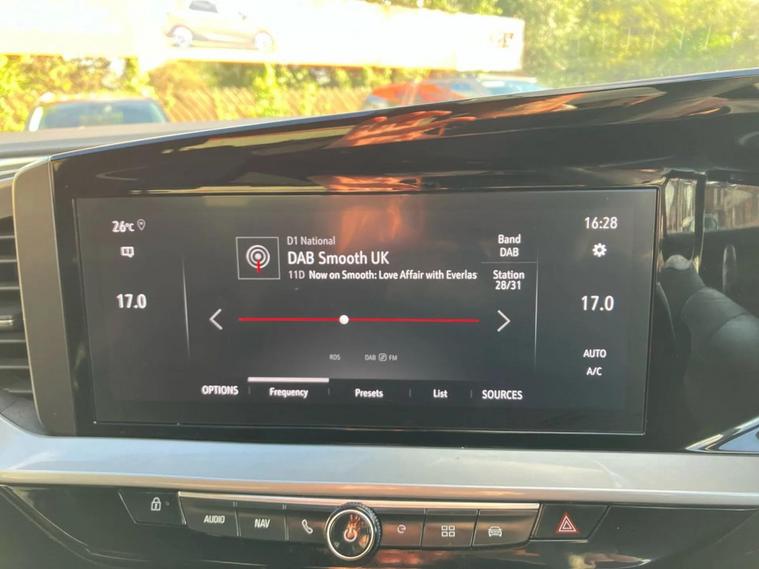 26°C
16:28
D1 National
DAB Smooth UK
11D Now on Smooth: Love Affair with Everlas
Band
DAB
Station
28/31
17.0
17.0
RDS DAB FM
AUTO
A/C
OPTIONS Frequency Presets List SOURCES
AUDIO NAV